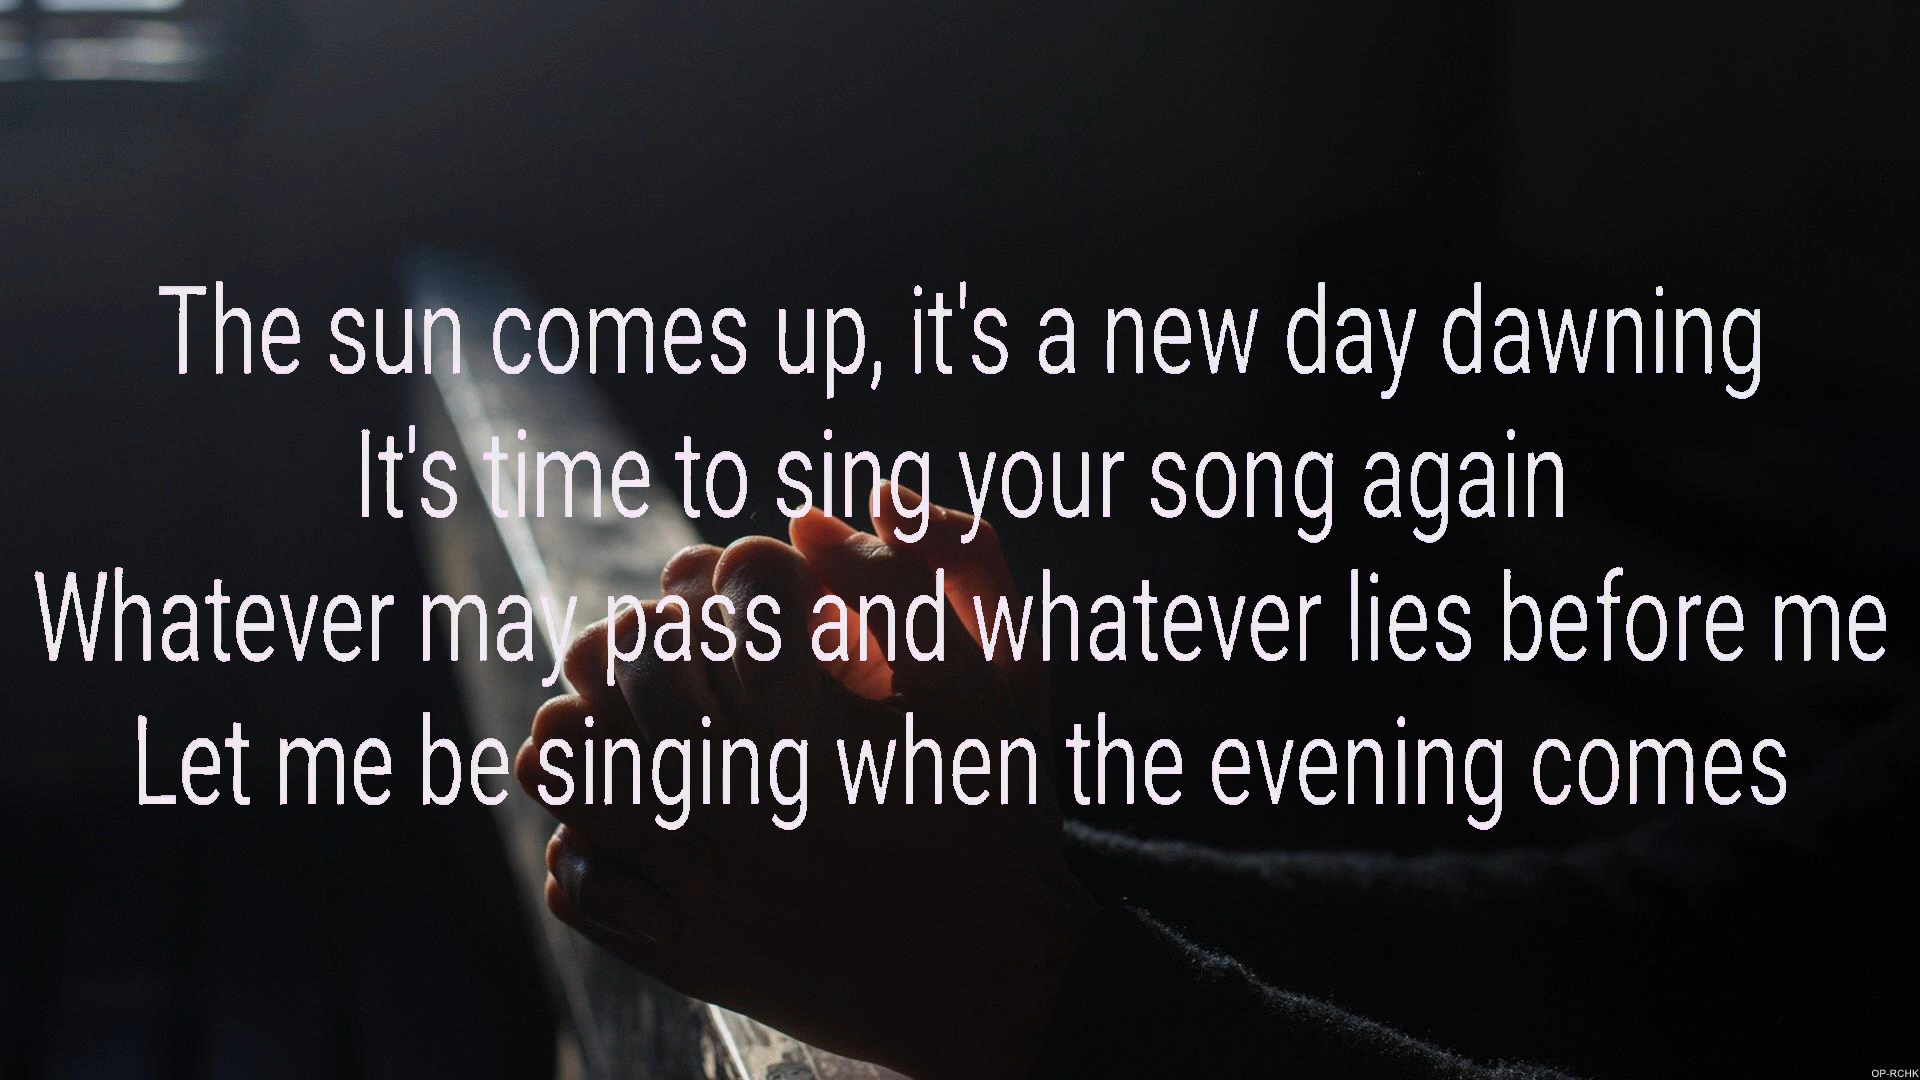 The sun comes up, it's a new day dawning
It's time to sing your song again
Whatever may pass and whatever lies before me
Let me be singing when the evening comes
OP-RCHK